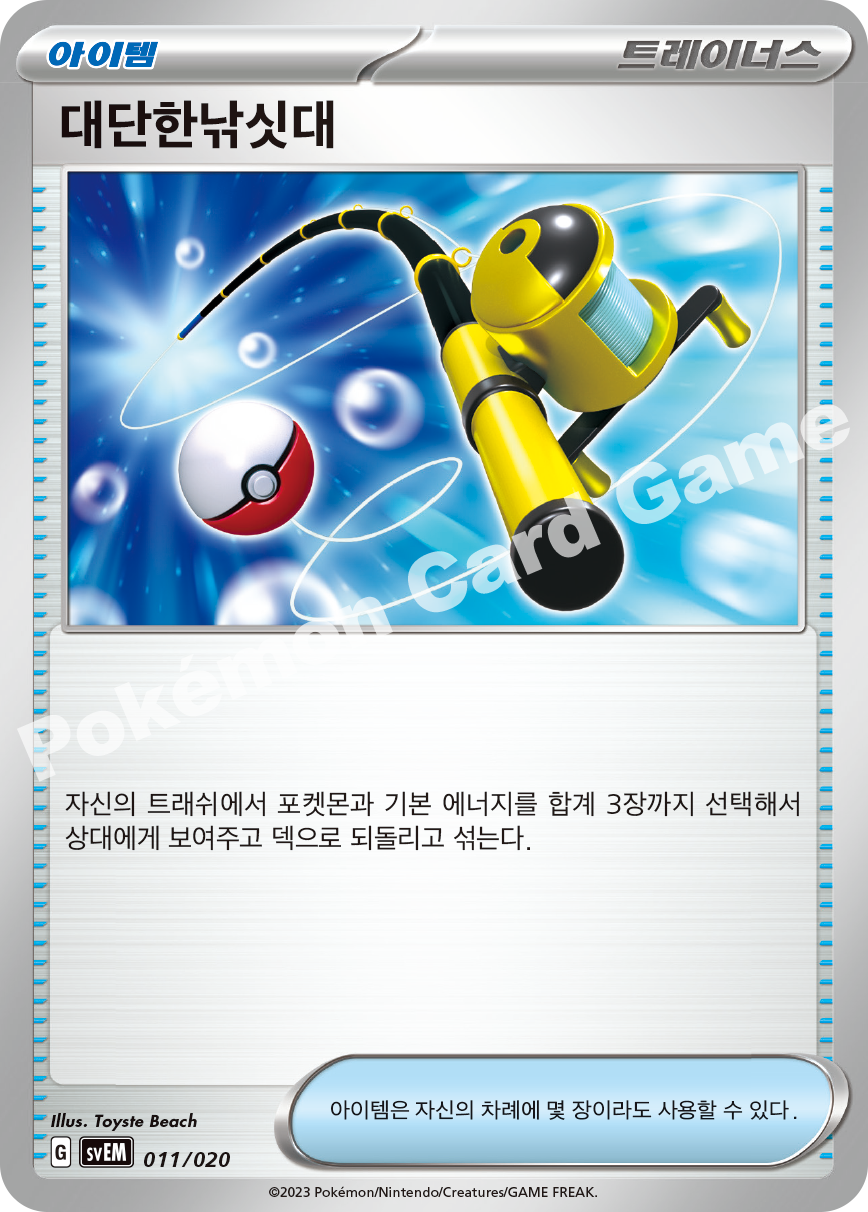 아이템 트레이너스
대단한낚싯대
Pokémon Card Game
자신의 트래쉬에서 포켓몬과 기본 에너지를 합계 3장까지 선택해서
상대에게 보여주고 덱으로 되돌리고 섞는다.
아이템은 자신의 차례에 몇 장이라도 사용할 수 있다.
Illus. Toyste Beach
G svEM 011/020
©2023 Pokémon/Nintendo/Creatures/GAME FREAK.